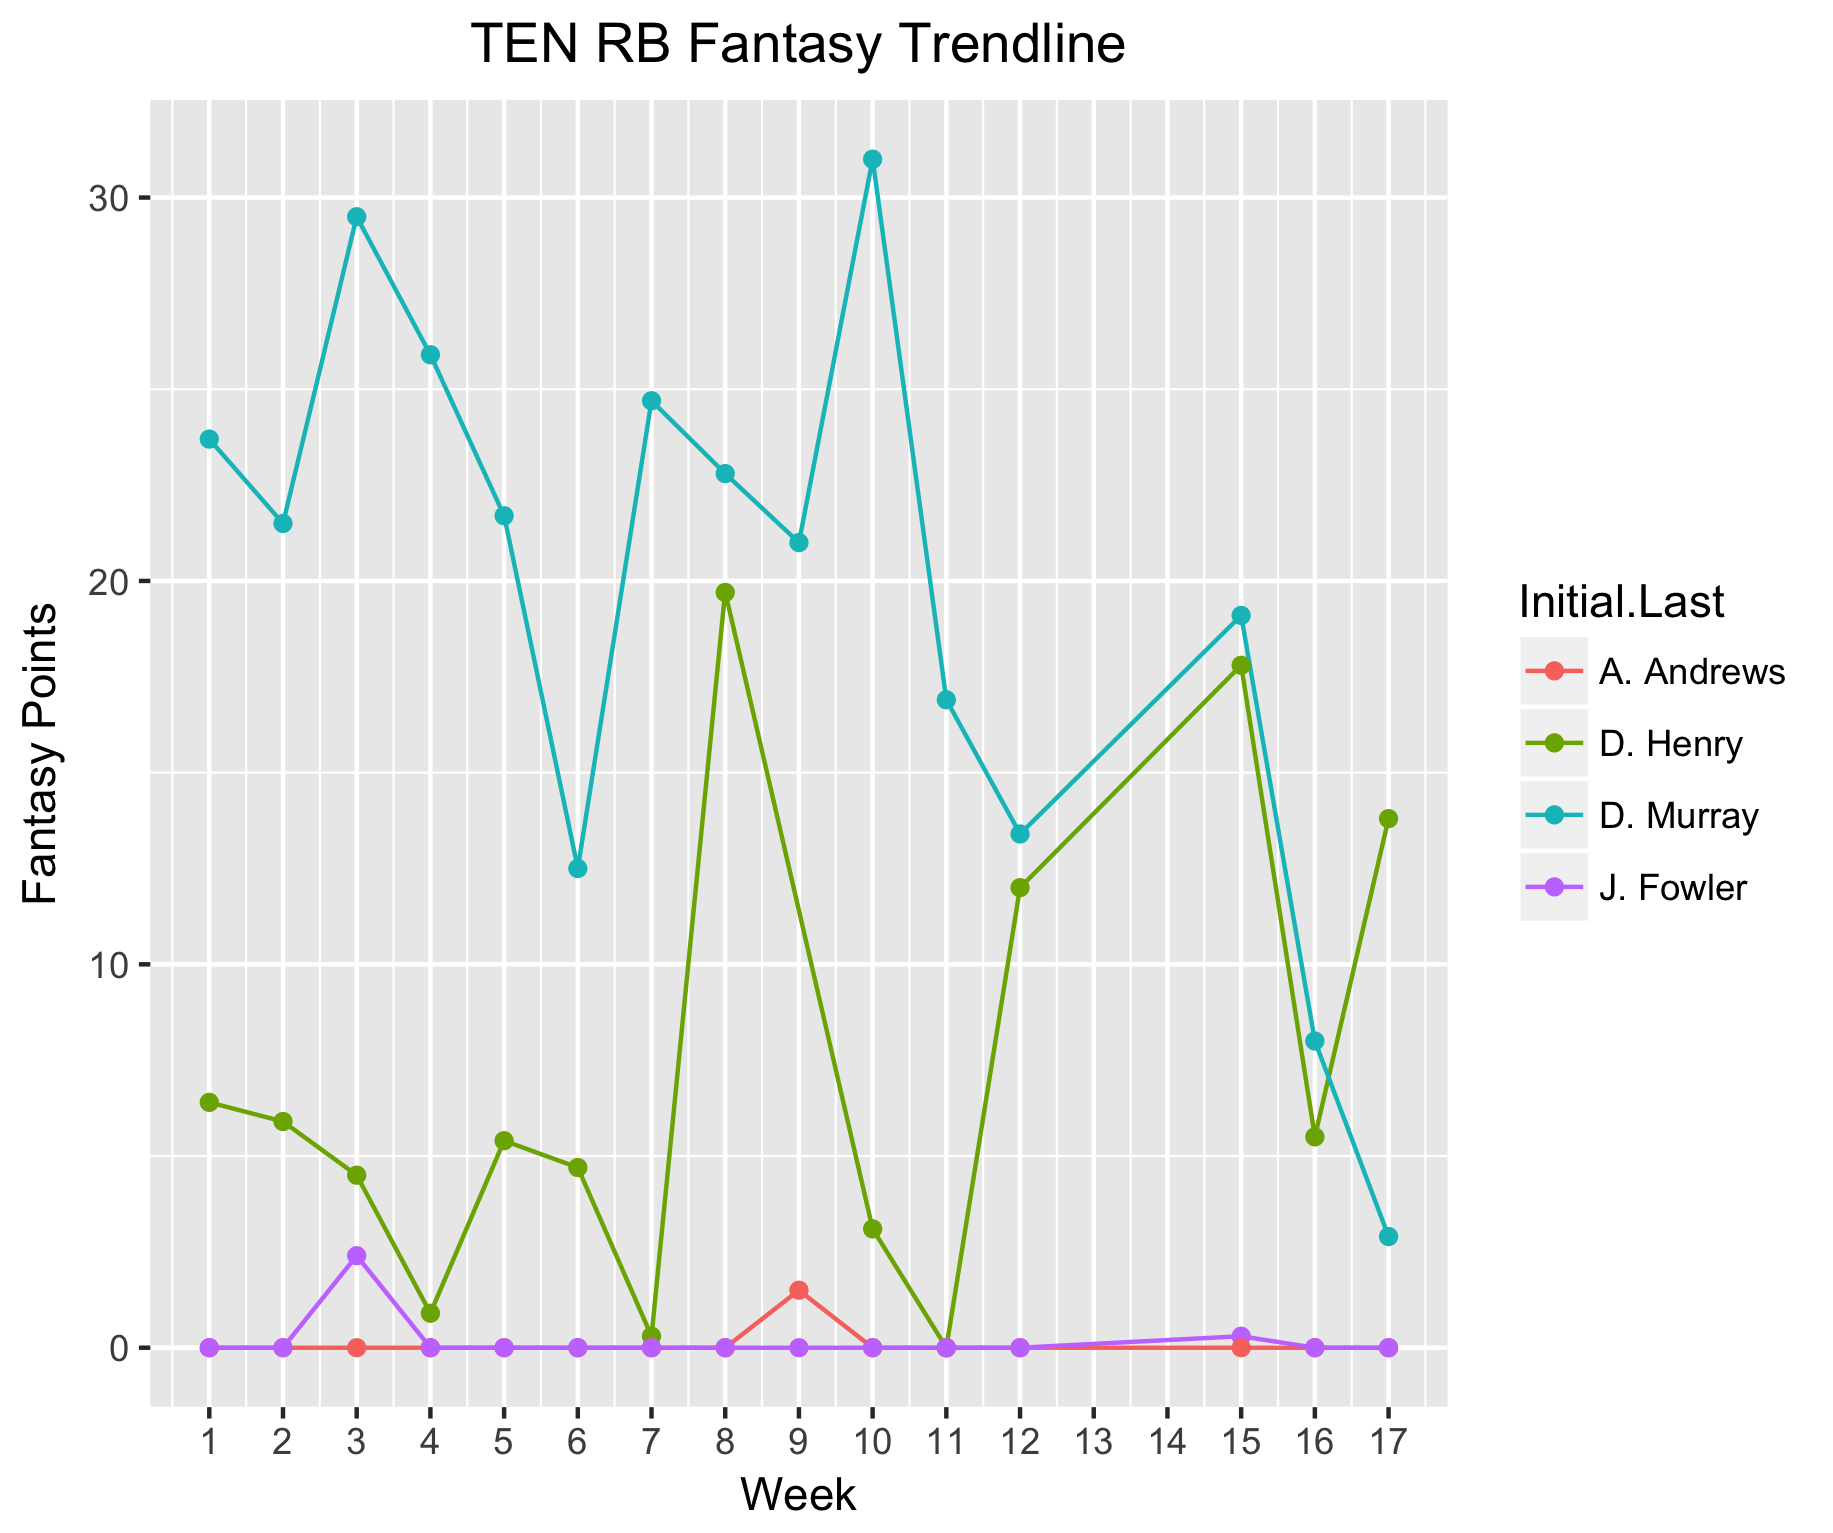 TEN RB Fantasy Trendline
Fantasy Points
30
20
10
0
1 2 3 4 5 6 7 8 9 10 11 12 13 14 15 16 17
Week
Initial.Last
A. Andrews
D. Henry
D. Murray
J. Fowler